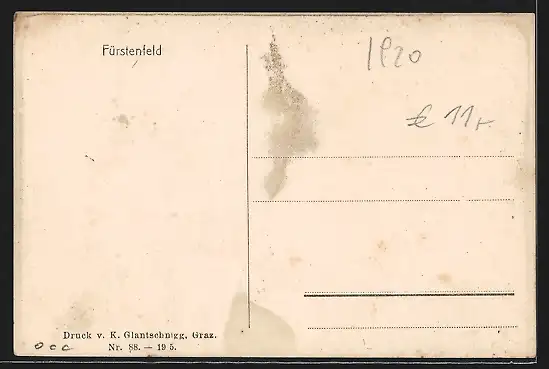 Fürstenfeld
1920
€ 11,-
Druck v. K. Glantschnigg, Graz.
Nr. 88. — 19 5.